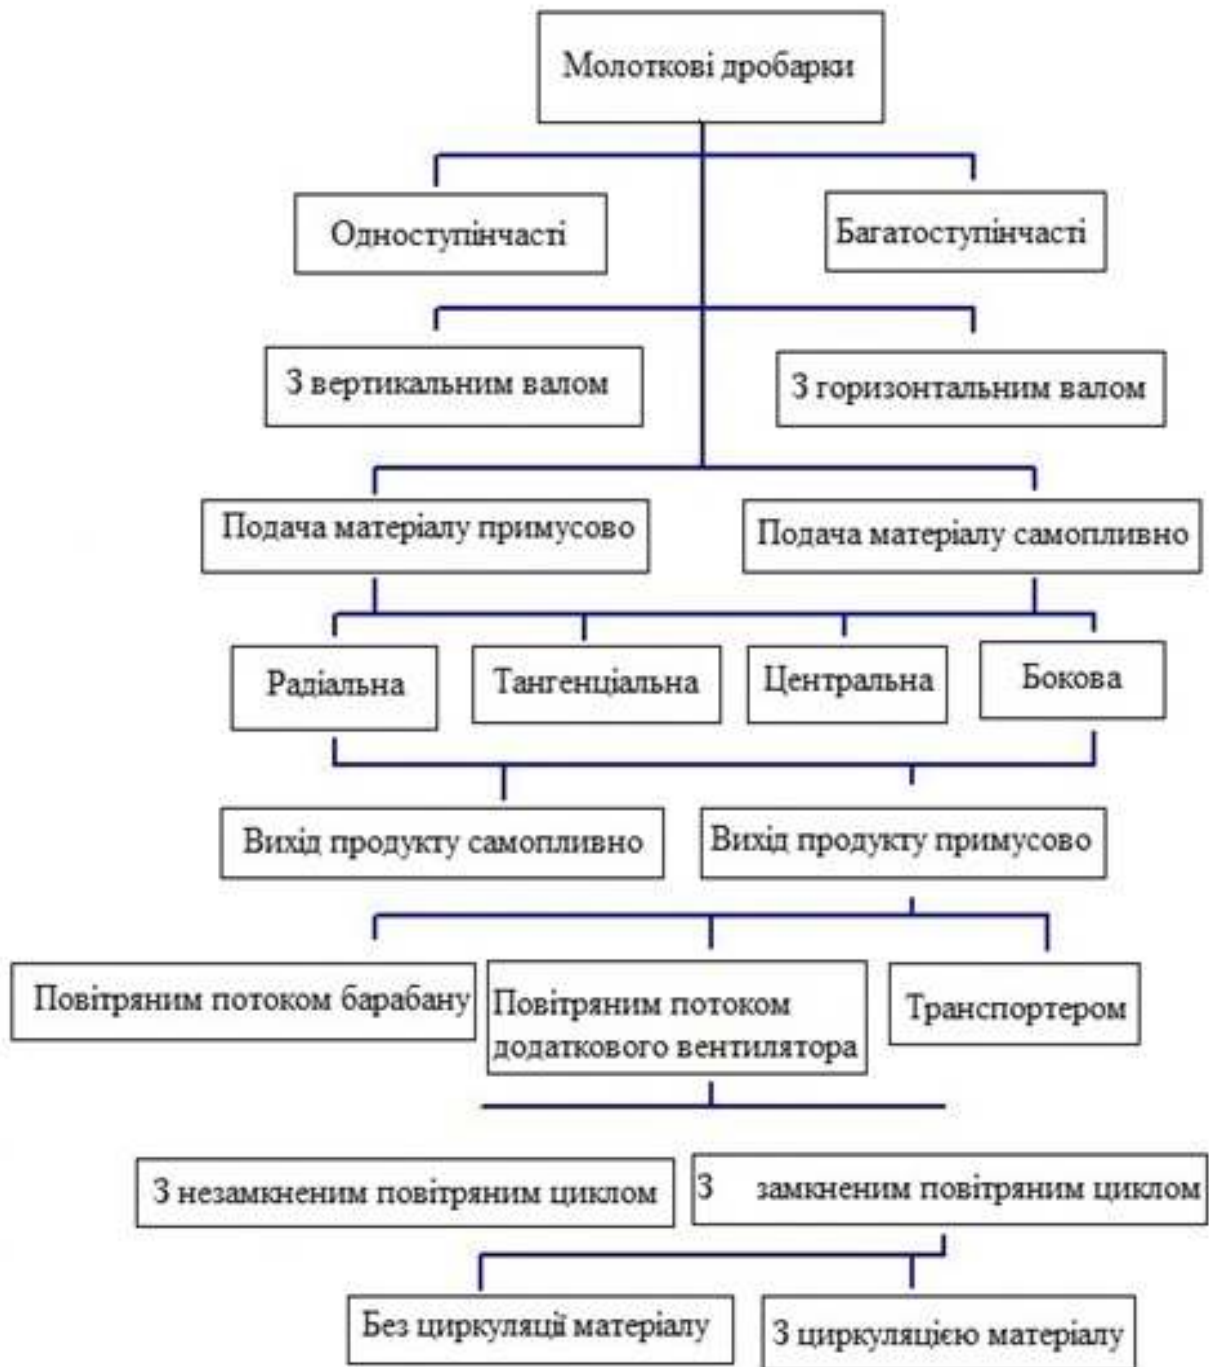 Молоткові дробарки
Одноступінчасті
Багатоступінчасті
З вертикальним валом
З горизонтальним валом
Подача матеріалу примусово
Подача матеріалу самопливно
Радіальна
Тангенціальна
Центральна
Бокова
Вихід продукту самопливно
Вихід продукту примусово
Повітряним потоком барабану
Повітряним потоком
додаткового вентилятора
Транспортером
З незамкненим повітряним циклом
З замкненим повітряним циклом
Без циркуляції матеріалу
З циркуляцією матеріалу